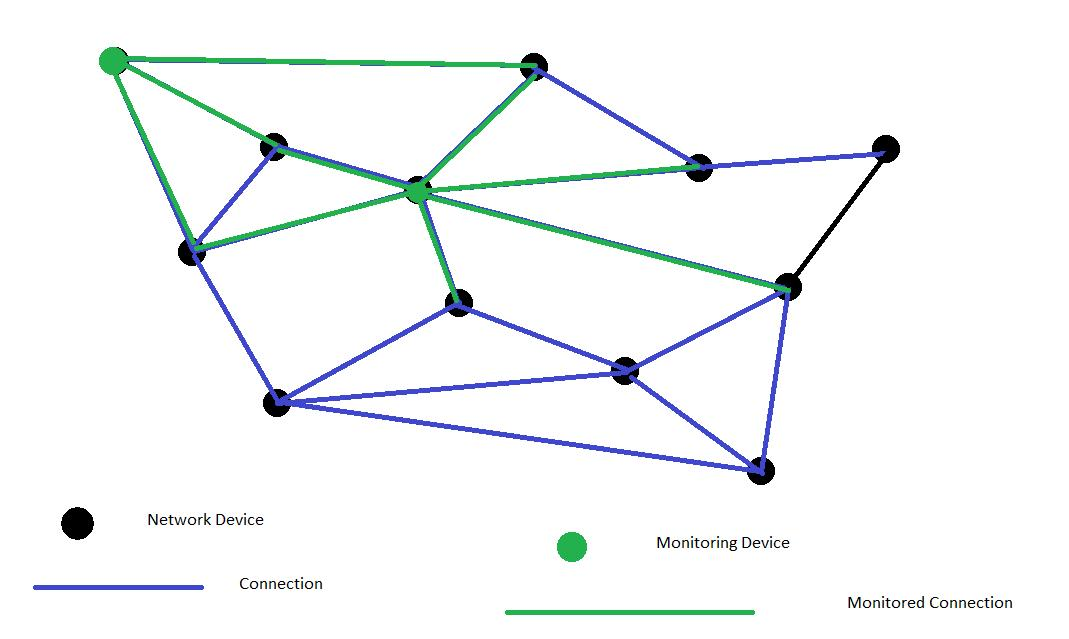 Network Device
Monitoring Device
Connection
Monitored Connection